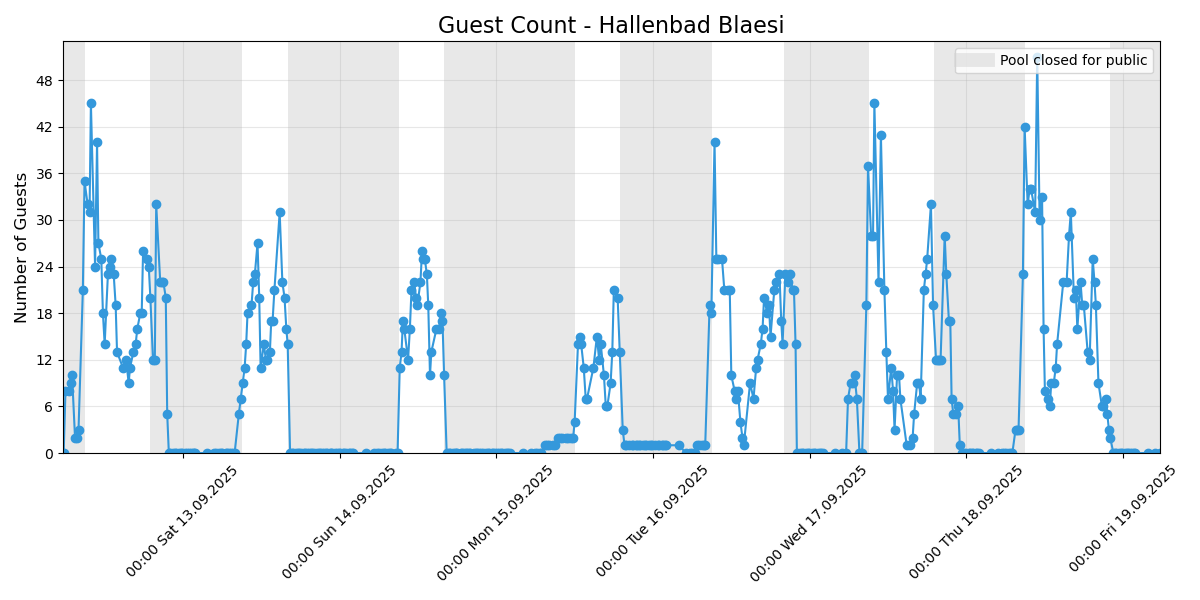 Guest Count - Hallenbad Blaesi
Pool closed for public
Number of Guests
48
42
36
30
24
18
12
6
0
00:00 Sat 13.09.2025
00:00 Sun 14.09.2025
00:00 Mon 15.09.2025
00:00 Tue 16.09.2025
00:00 Wed 17.09.2025
00:00 Thu 18.09.2025
00:00 Fri 19.09.2025